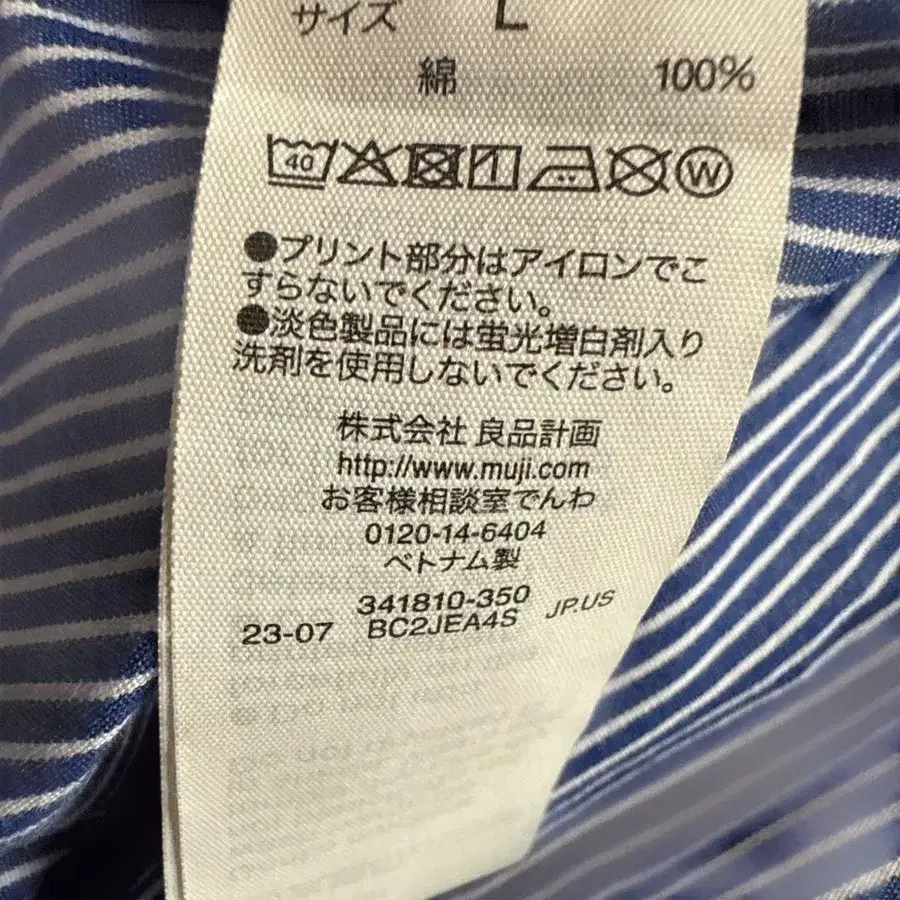 サイズ L
綿 100%
40 W
●プリント部分はアイロンでこ
すらないでください。
●淡色製品には蛍光増白剤入り
洗剤を使用しないでください。
株式会社 良品計画
http://www.muji.com
お客様相談室でんわ
0120-14-6404
ベトナム製
341810-350
23-07 BC2JEA4S JP.US